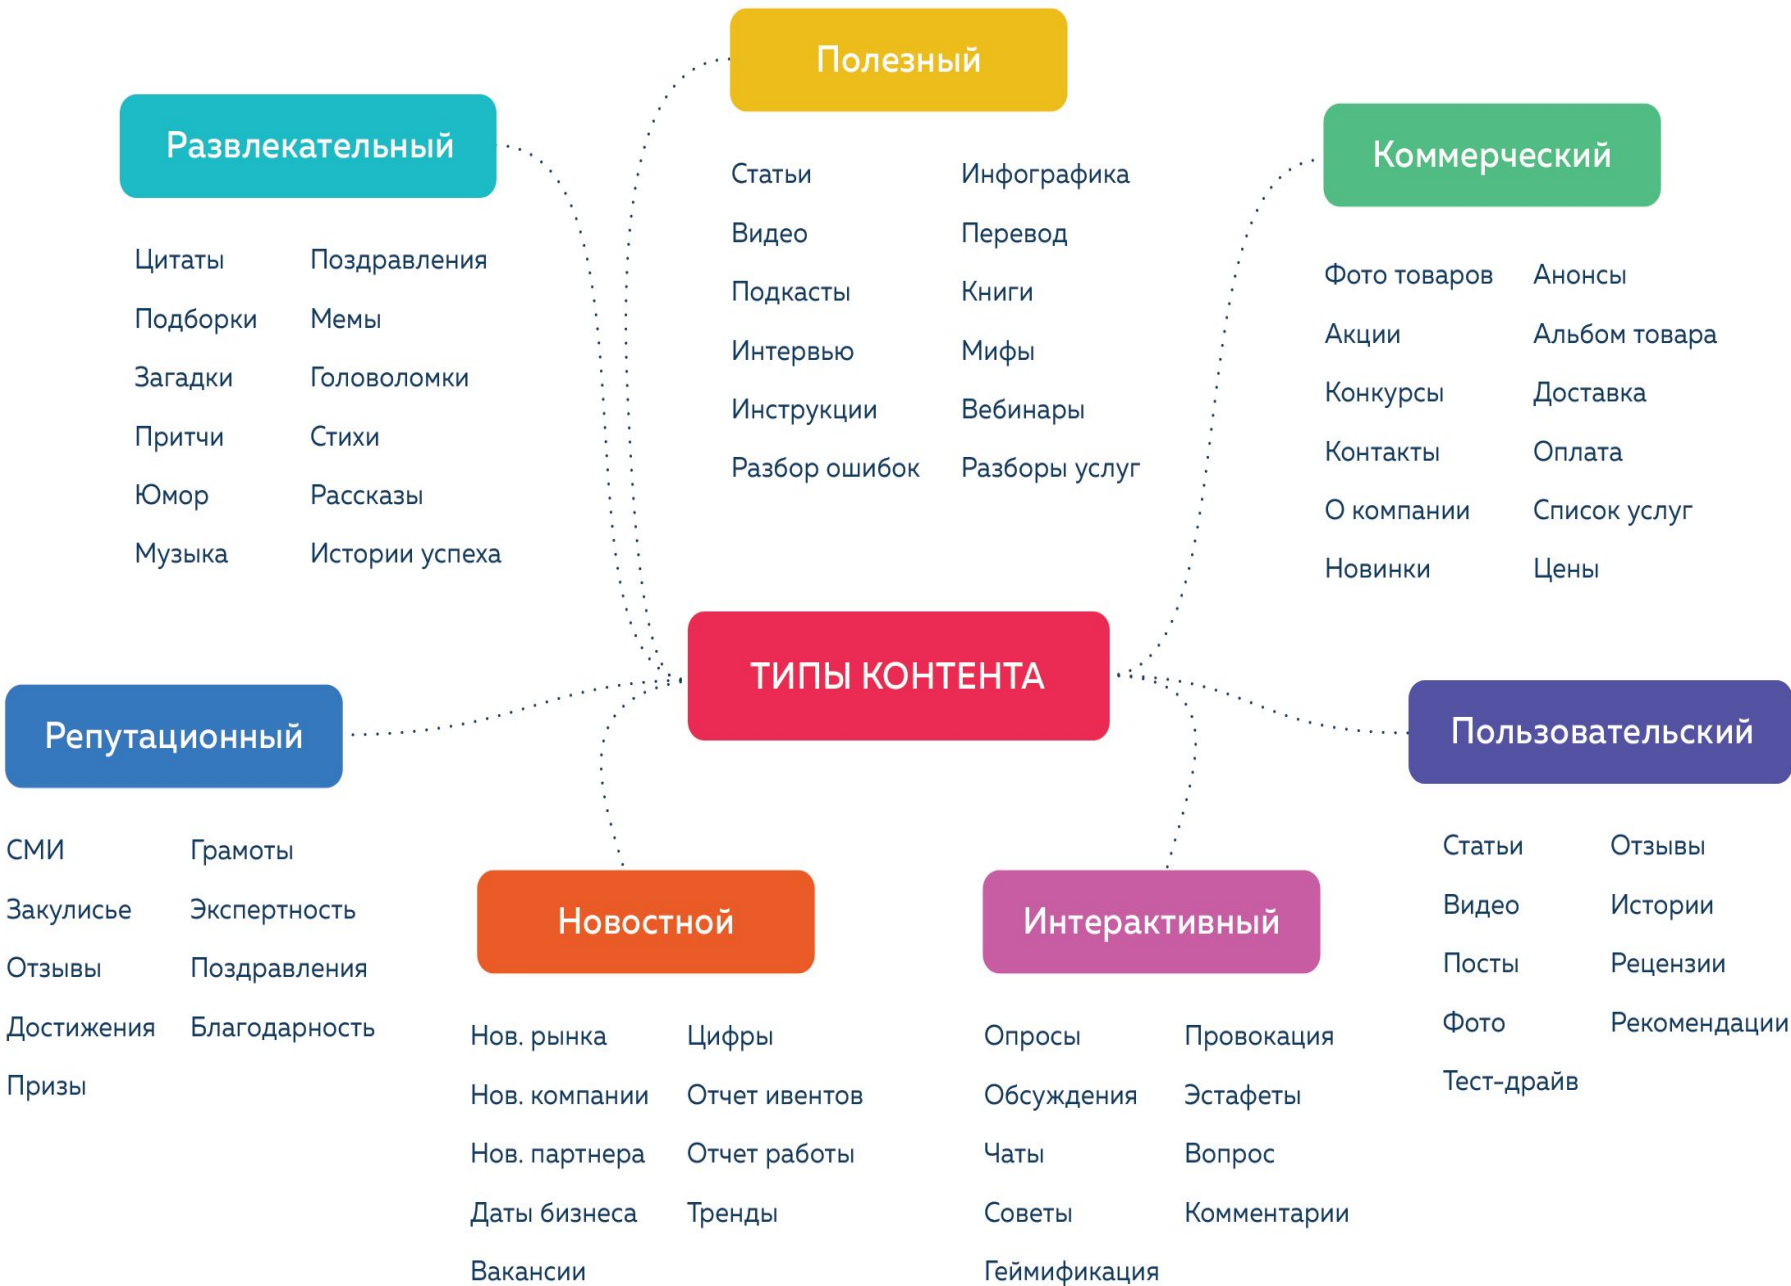 Полезный
Статьи
Инфографика
Видео
Перевод
Подкасты
Книги
Интервью
Мифы
Инструкции
Вебинары
Разбор ошибок
Разборы услуг
Развлекательный
Цитаты
Поздравления
Подборки
Мемы
Загадки
Головоломки
Притчи
Стихи
Юмор
Рассказы
Музыка
Истории успеха
Коммерческий
Фото товаров
Анонсы
Акции
Альбом товара
Конкурсы
Доставка
Контакты
Оплата
О компании
Список услуг
Новинки
Цены
ТИПЫ КОНТЕНТА
Репутационный
СМИ
Грамоты
Закулисье
Экспертность
Отзывы
Поздравления
Достижения
Благодарность
Призы
Новостной
Нов. рынка
Цифры
Нов. компании
Отчет ивентов
Нов. партнера
Отчет работы
Даты бизнеса
Тренды
Вакансии
Интерактивный
Опросы
Провокация
Обсуждения
Эстафеты
Чаты
Вопрос
Советы
Комментарии
Геймификация
Пользовательский
Статьи
Отзывы
Видео
Истории
Посты
Рецензии
Фото
Рекомендации
Тест-драйв